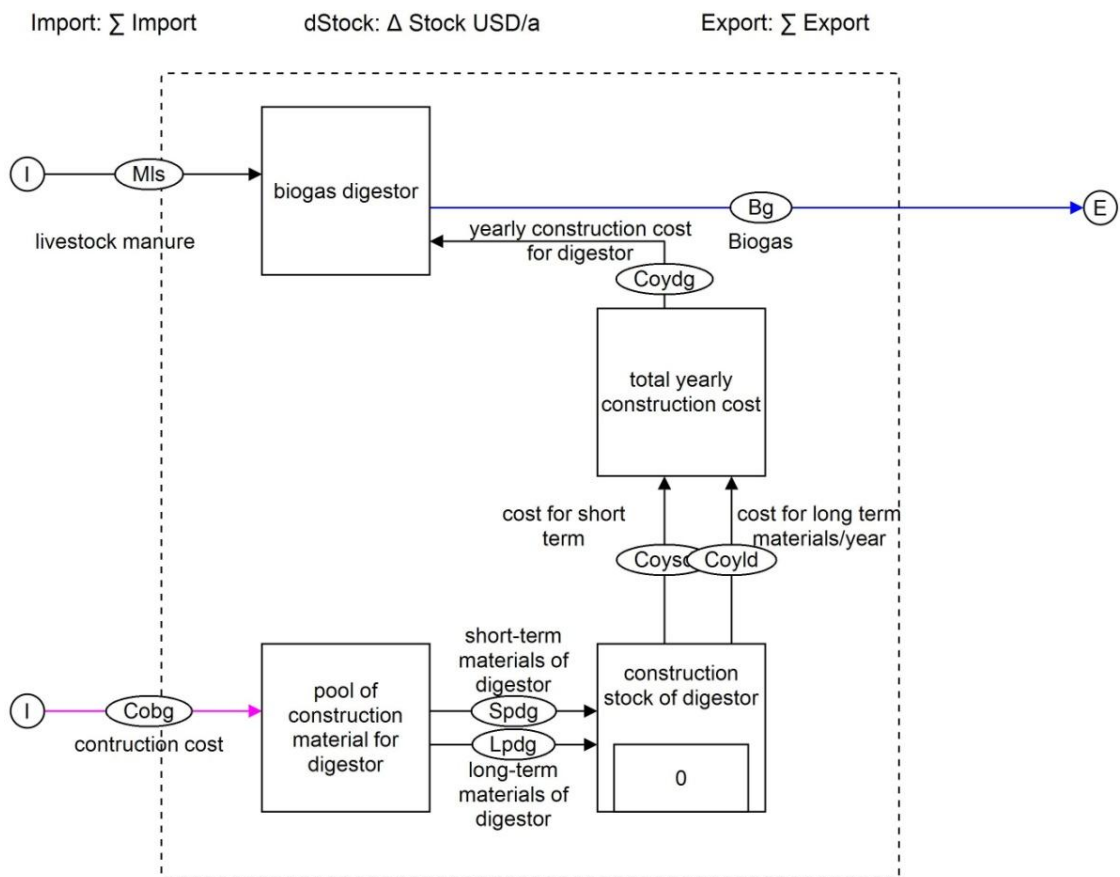 Import: ∑ Import
dStock: Δ Stock USD/a
Export: ∑ Export
I
Mls
livestock manure
biogas digestor
Bg
Biogas
E
yearly construction cost
for digestor
Coydg
total yearly
construction cost
cost for short
term
cost for long term
materials/year
Coyld
I
Cobg
contruction cost
pool of
construction
material for
digestor
short-term
materials of
digestor
Spdg
Lpdg
long-term
materials of
digestor
construction
stock of digestor
0